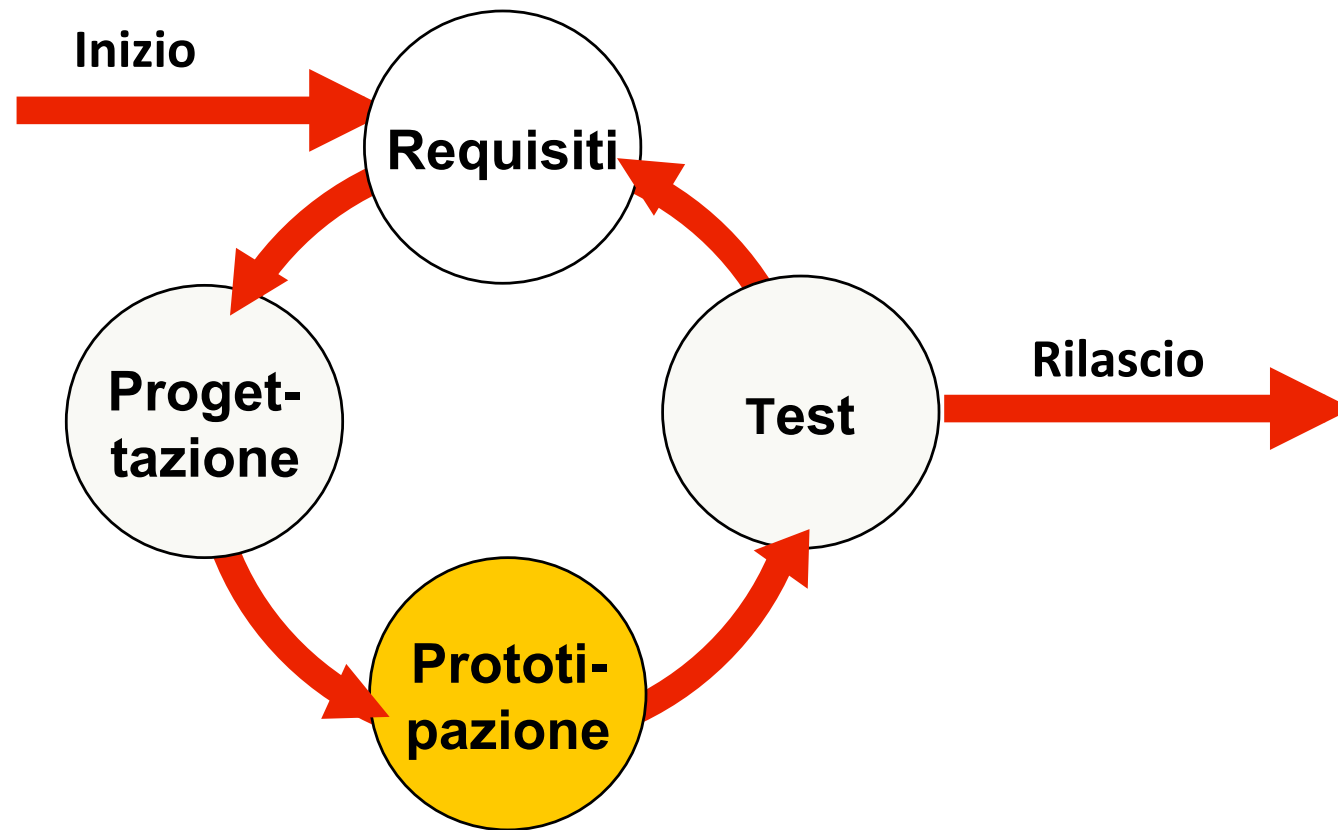 Inizio
Requisiti
Proget-
tazione
Test
Rilascio
Prototi-
pazione